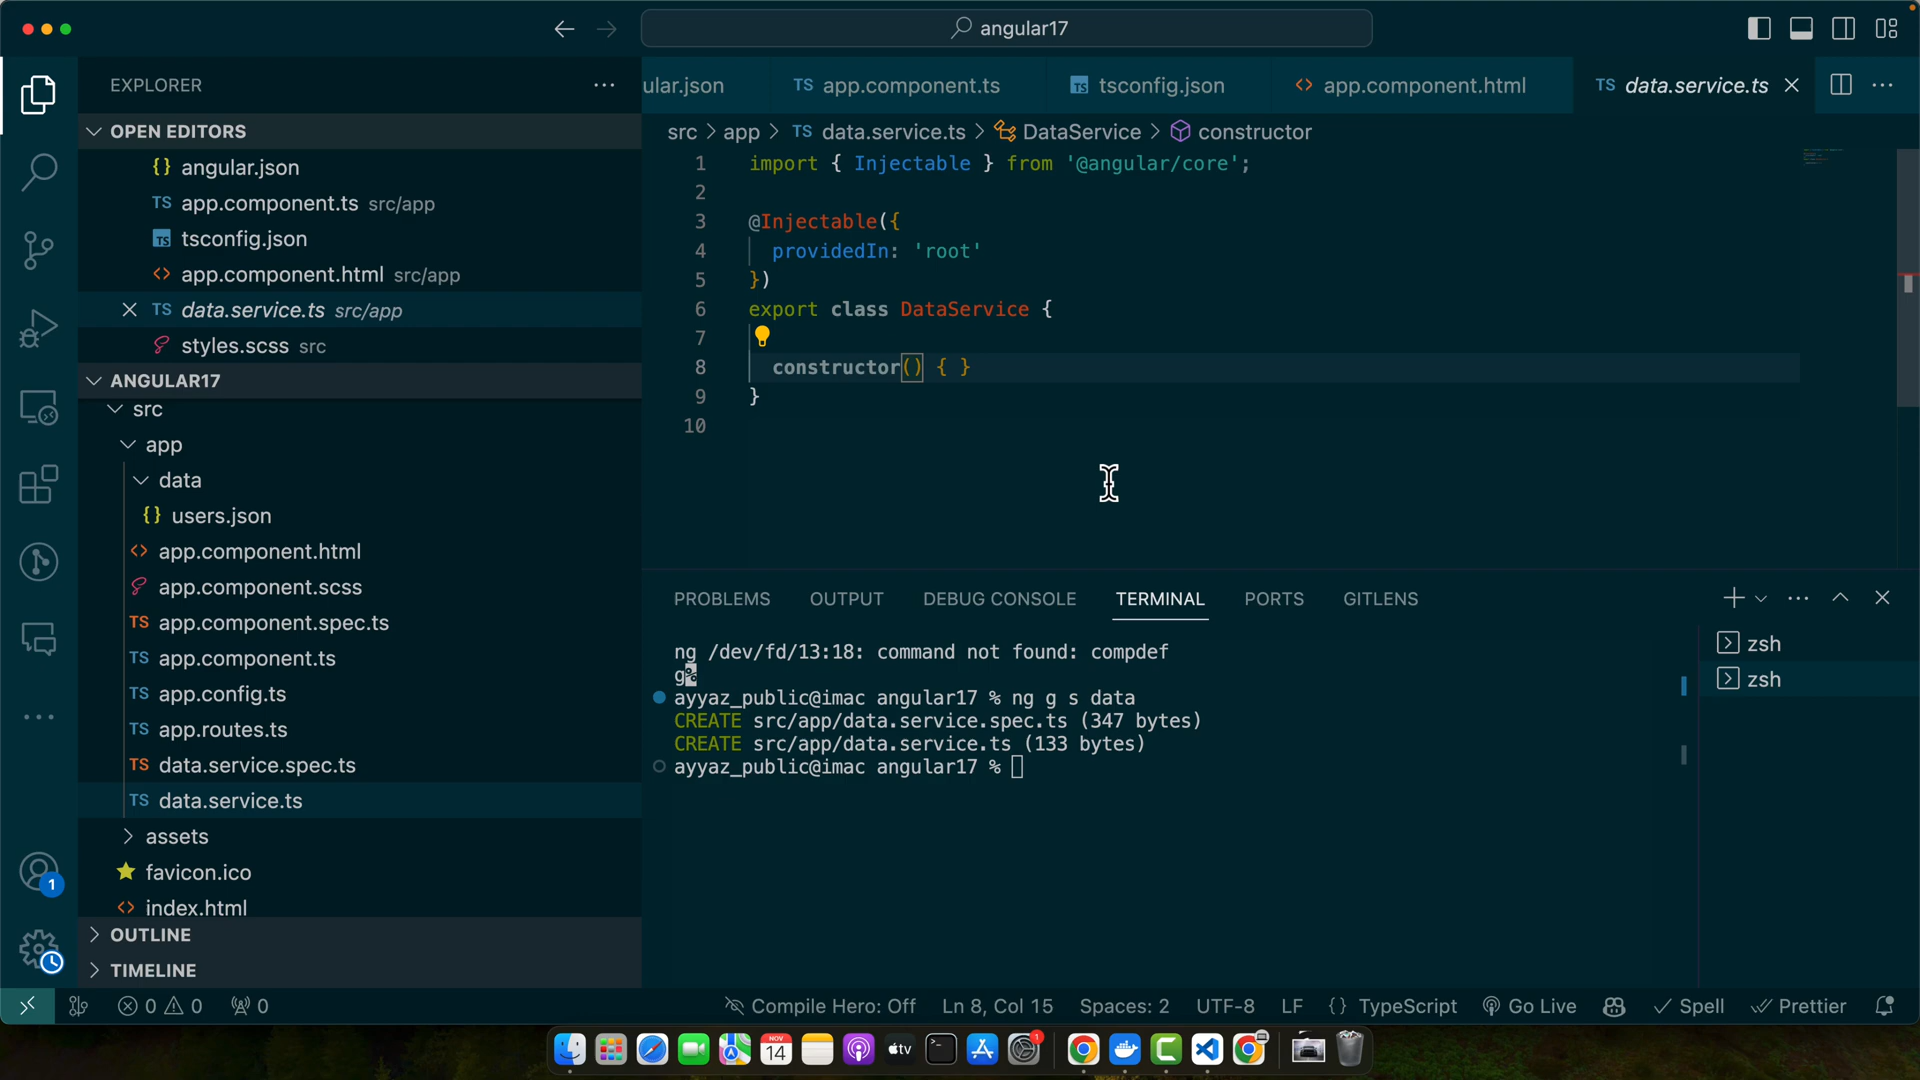 angular17
EXPLORER
OPEN EDITORS
angular.json
TS app.component.ts src/app
TS tsconfig.json
<> app.component.html src/app
TS data.service.ts src/app
styles.scss src
ANGULAR17
src
app
data
{} users.json
<> app.component.html
app.component.scss
TS app.component.spec.ts
TS app.component.ts
TS app.config.ts
TS app.routes.ts
TS data.service.spec.ts
TS data.service.ts
assets
favicon.ico
<> index.html
OUTLINE
TIMELINE
1
ular.json
TS app.component.ts
TS tsconfig.json
<> app.component.html
TS data.service.ts
src > app > TS data.service.ts > DataService > constructor
1 import { Injectable } from '@angular/core';
2
3 @Injectable({
4 providedIn: 'root'
5 })
6 export class DataService {
7
8 constructor() { }
9 }
10
PROBLEMS
OUTPUT
DEBUG CONSOLE
TERMINAL
PORTS
GITLENS
ng /dev/fd/13:18: command not found: compdef
g%
ayyaz_public@imac angular17 % ng g s data
CREATE src/app/data.service.spec.ts (347 bytes)
CREATE src/app/data.service.ts (133 bytes)
ayyaz_public@imac angular17 %
zsh
zsh
0 0 0
Compile Hero: Off
Ln 8, Col 15
Spaces: 2
UTF-8
LF
{} TypeScript
Go Live
Spell
Prettier
NOV
14
tv
1